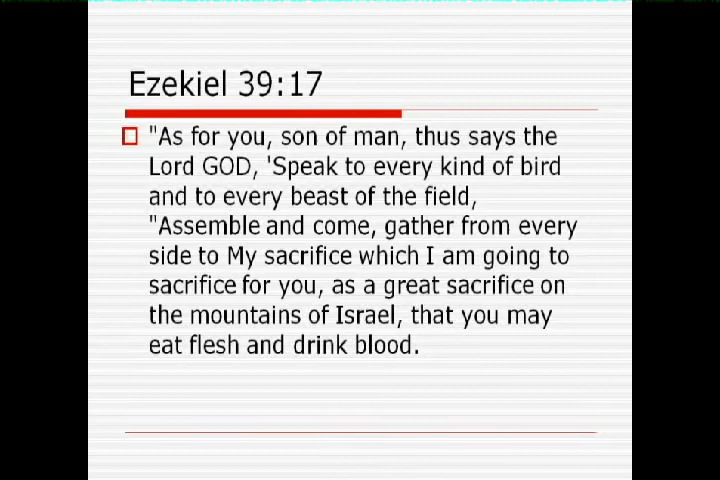 Ezekiel 39:17
"As for you, son of man, thus says the
Lord GOD, 'Speak to every kind of bird
and to every beast of the field,
"Assemble and come, gather from every
side to My sacrifice which I am going to
sacrifice for you, as a great sacrifice on
the mountains of Israel, that you may
eat flesh and drink blood.